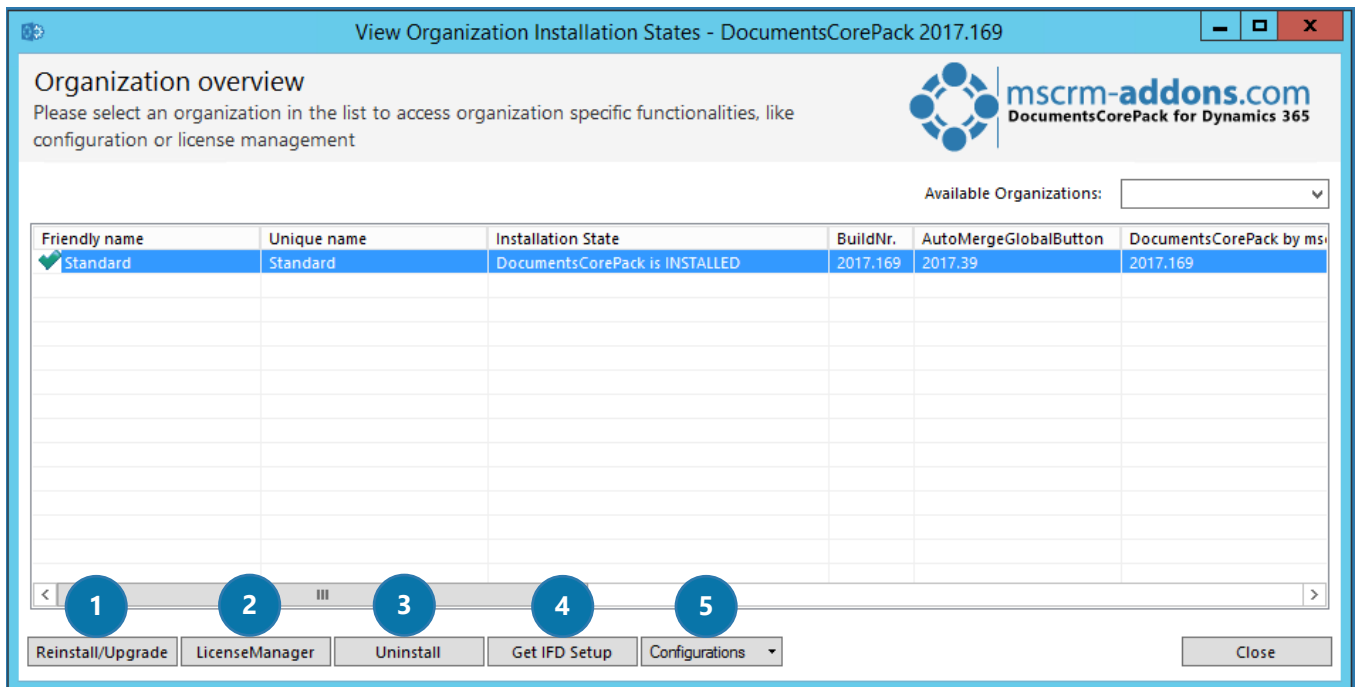 View Organization Installation States - DocumentsCorePack 2017.169
Organization overview
Please select an organization in the list to access organization specific functionalities, like
configuration or license management
mscrm-addons.com
DocumentsCorePack for Dynamics 365
Available Organizations:
Friendly name Unique name Installation State BuildNr. AutoMergeGlobalButton DocumentsCorePack by
Standard Standard DocumentsCorePack is INSTALLED 2017.169 2017.39 2017.169
1 2 3 4 5
Reinstall/Upgrade LicenseManager Uninstall Get IFD Setup Configurations Close